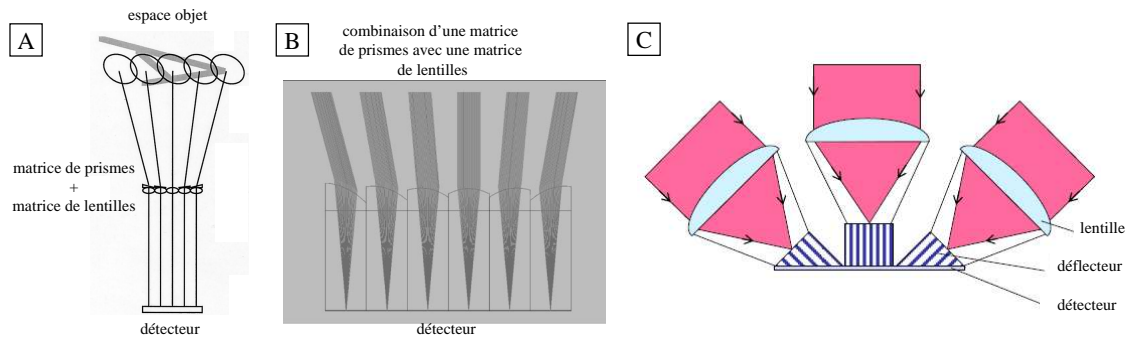 A
espace objet
matrice de prismes
+
matrice de lentilles
détecteur
B
combinaison d'une matrice
de prismes avec une matrice
de lentilles
détecteur
C
lentille
déflecteur
détecteur